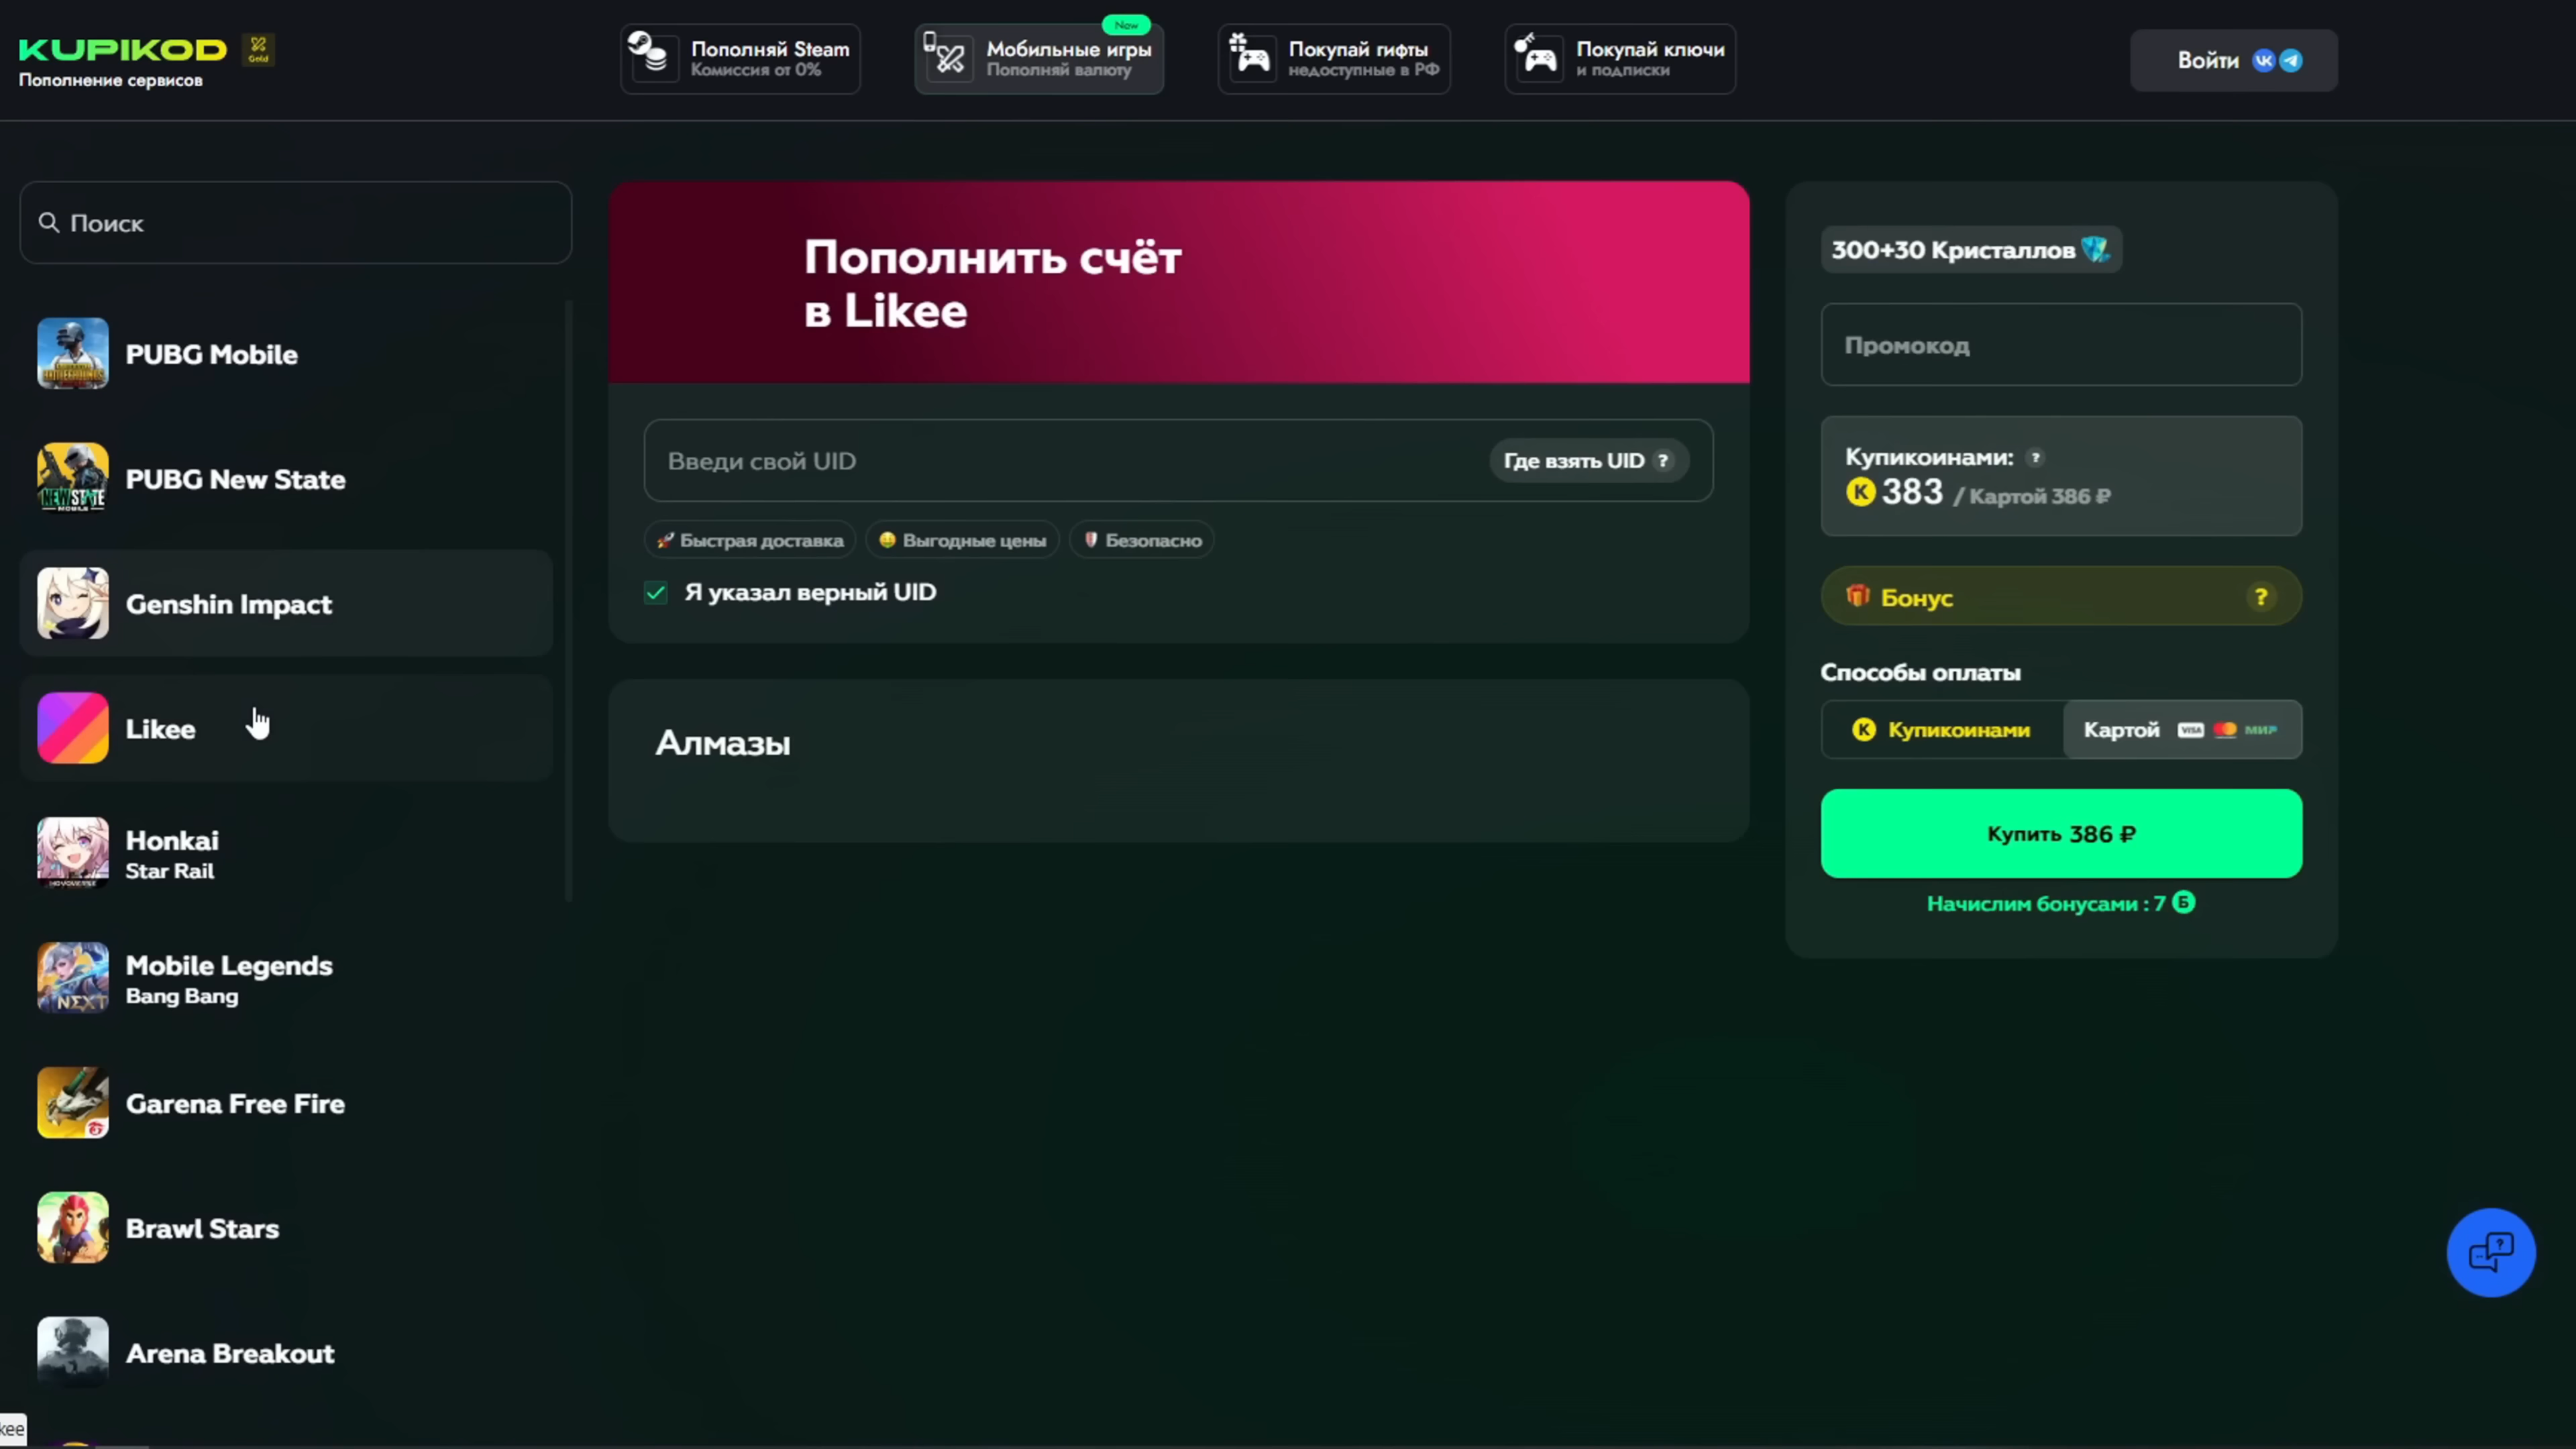 KUPIKOD
Gold
Пополнение сервисов
Пополняй Steam
Комиссия от 0%
New
Мобильные игры
Пополняй валюту
Покупай гифты
недоступные в РФ
Покупай ключи
и подписки
Войти
Поиск
PUBG Mobile
PUBG New State
Genshin Impact
Likee
Honkai
Star Rail
Mobile Legends
Bang Bang
Garena Free Fire
Brawl Stars
Arena Breakout
kee
Пополнить счёт
в Likee
Введи свой UID
Где взять UID ?
Быстрая доставка
Выгодные цены
Безопасно
Я указал верный UID
Алмазы
300+30 Кристаллов
Промокод
Купикоинами: ?
K 383 / Картой 386 ₽
Бонус ?
Способы оплаты
K Купикоинами
Картой VISA МИР
Купить 386 ₽
Начислим бонусами : 7 Б